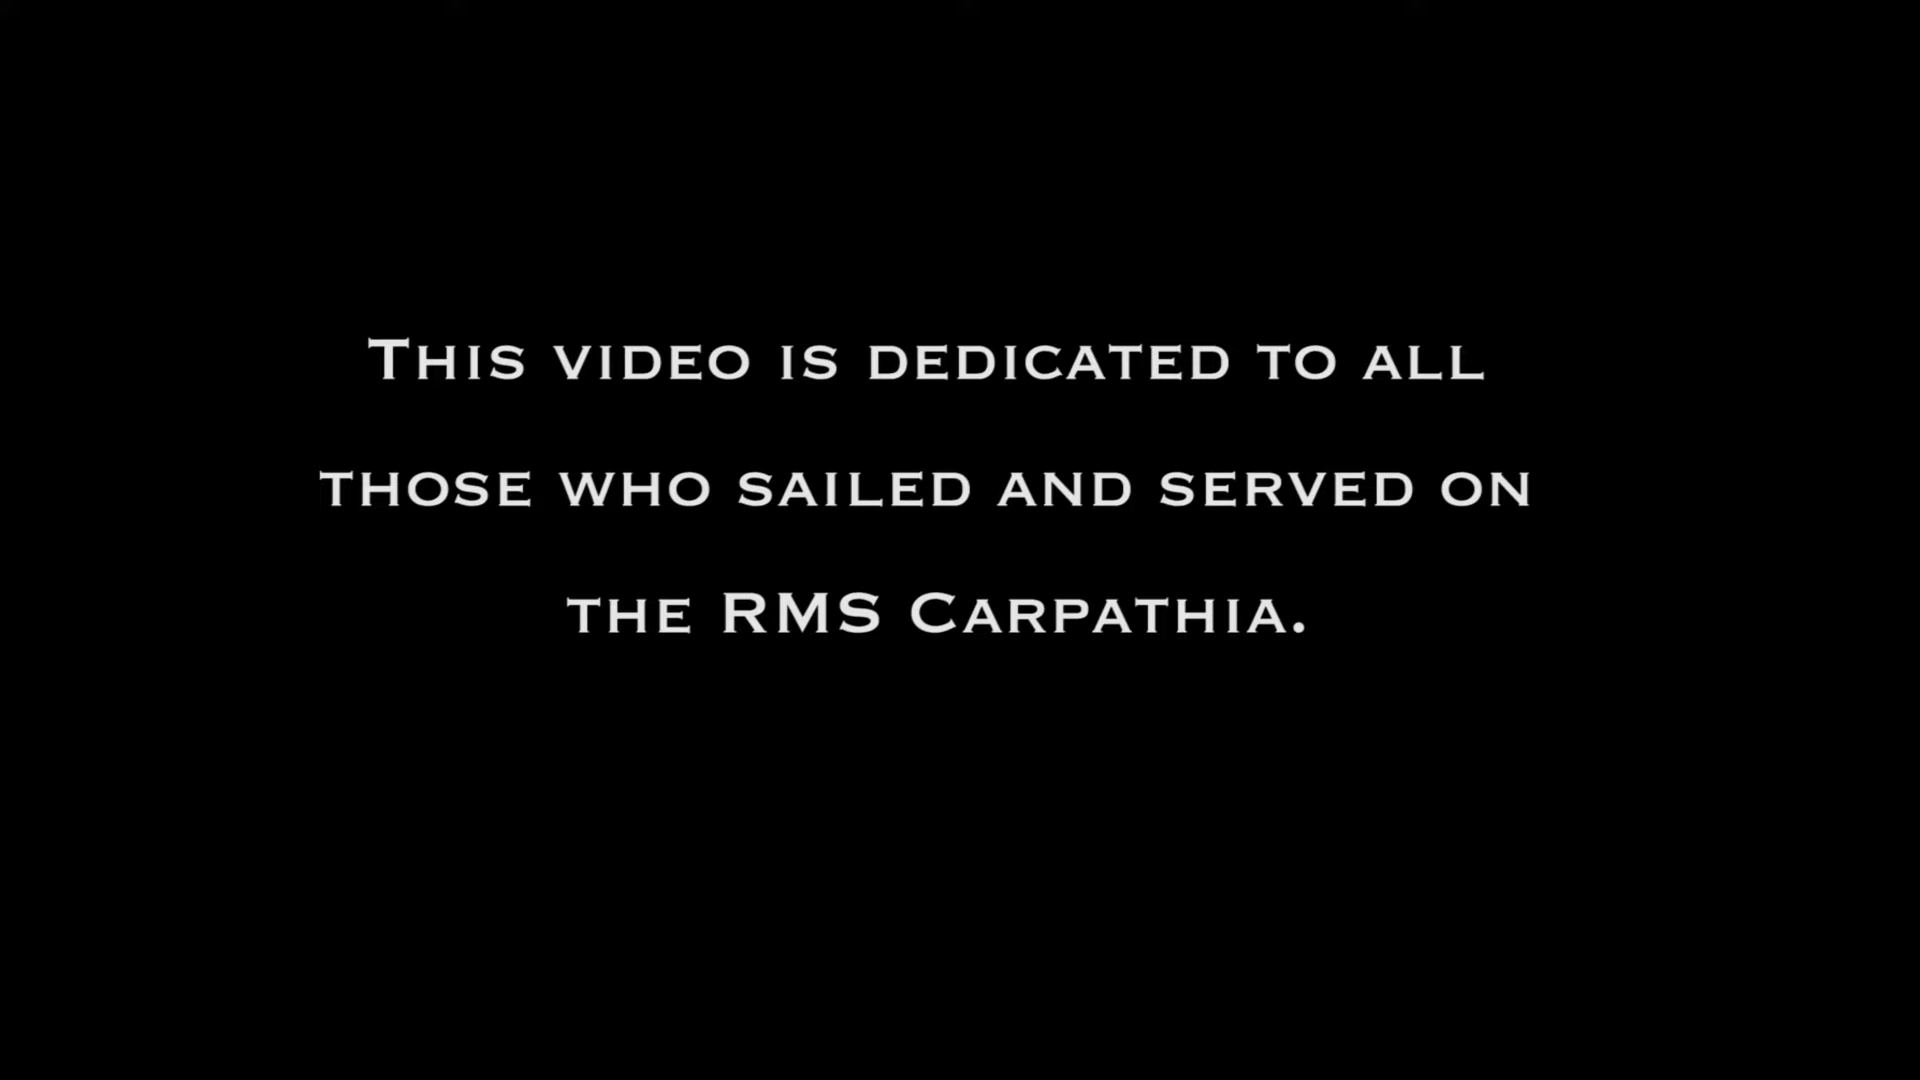 This video is dedicated to all
those who sailed and served on
the RMS Carpathia.